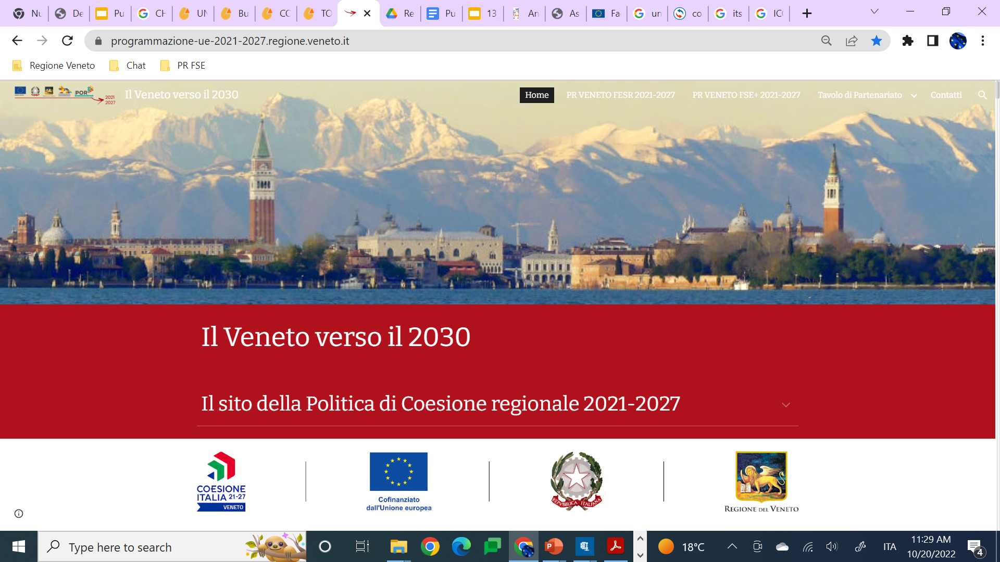 Nu
De
Pu
CH
UN
Bu
CC
TO
Re
Pu
13
An
As
Fa
un
co
its
ICC
programmazione-ue-2021-2027.regione.veneto.it
Regione Veneto
Chat
PR FSE
POR
2021
2027
Il Veneto verso il 2030
Home
PR VENETO FESR 2021-2027
PR VENETO FSE+ 2021-2027
Tavolo di Partenariato
Contatti
Il Veneto verso il 2030
Il sito della Politica di Coesione regionale 2021-2027
COESIONE
ITALIA 21-27
VENETO
Cofinanziato
dall'Unione europea
REPVBBLICA ITALIANA
REGIONE DEL VENETO
Type here to search
18°C
ITA
11:29 AM
10/20/2022
4